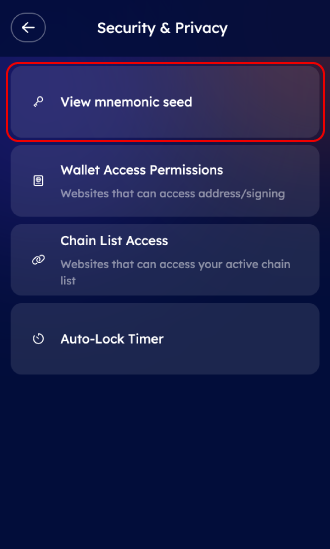 Security & Privacy
View mnemonic seed
Wallet Access Permissions
Websites that can access address/signing
Chain List Access
Websites that can access your active chain
list
Auto-Lock Timer